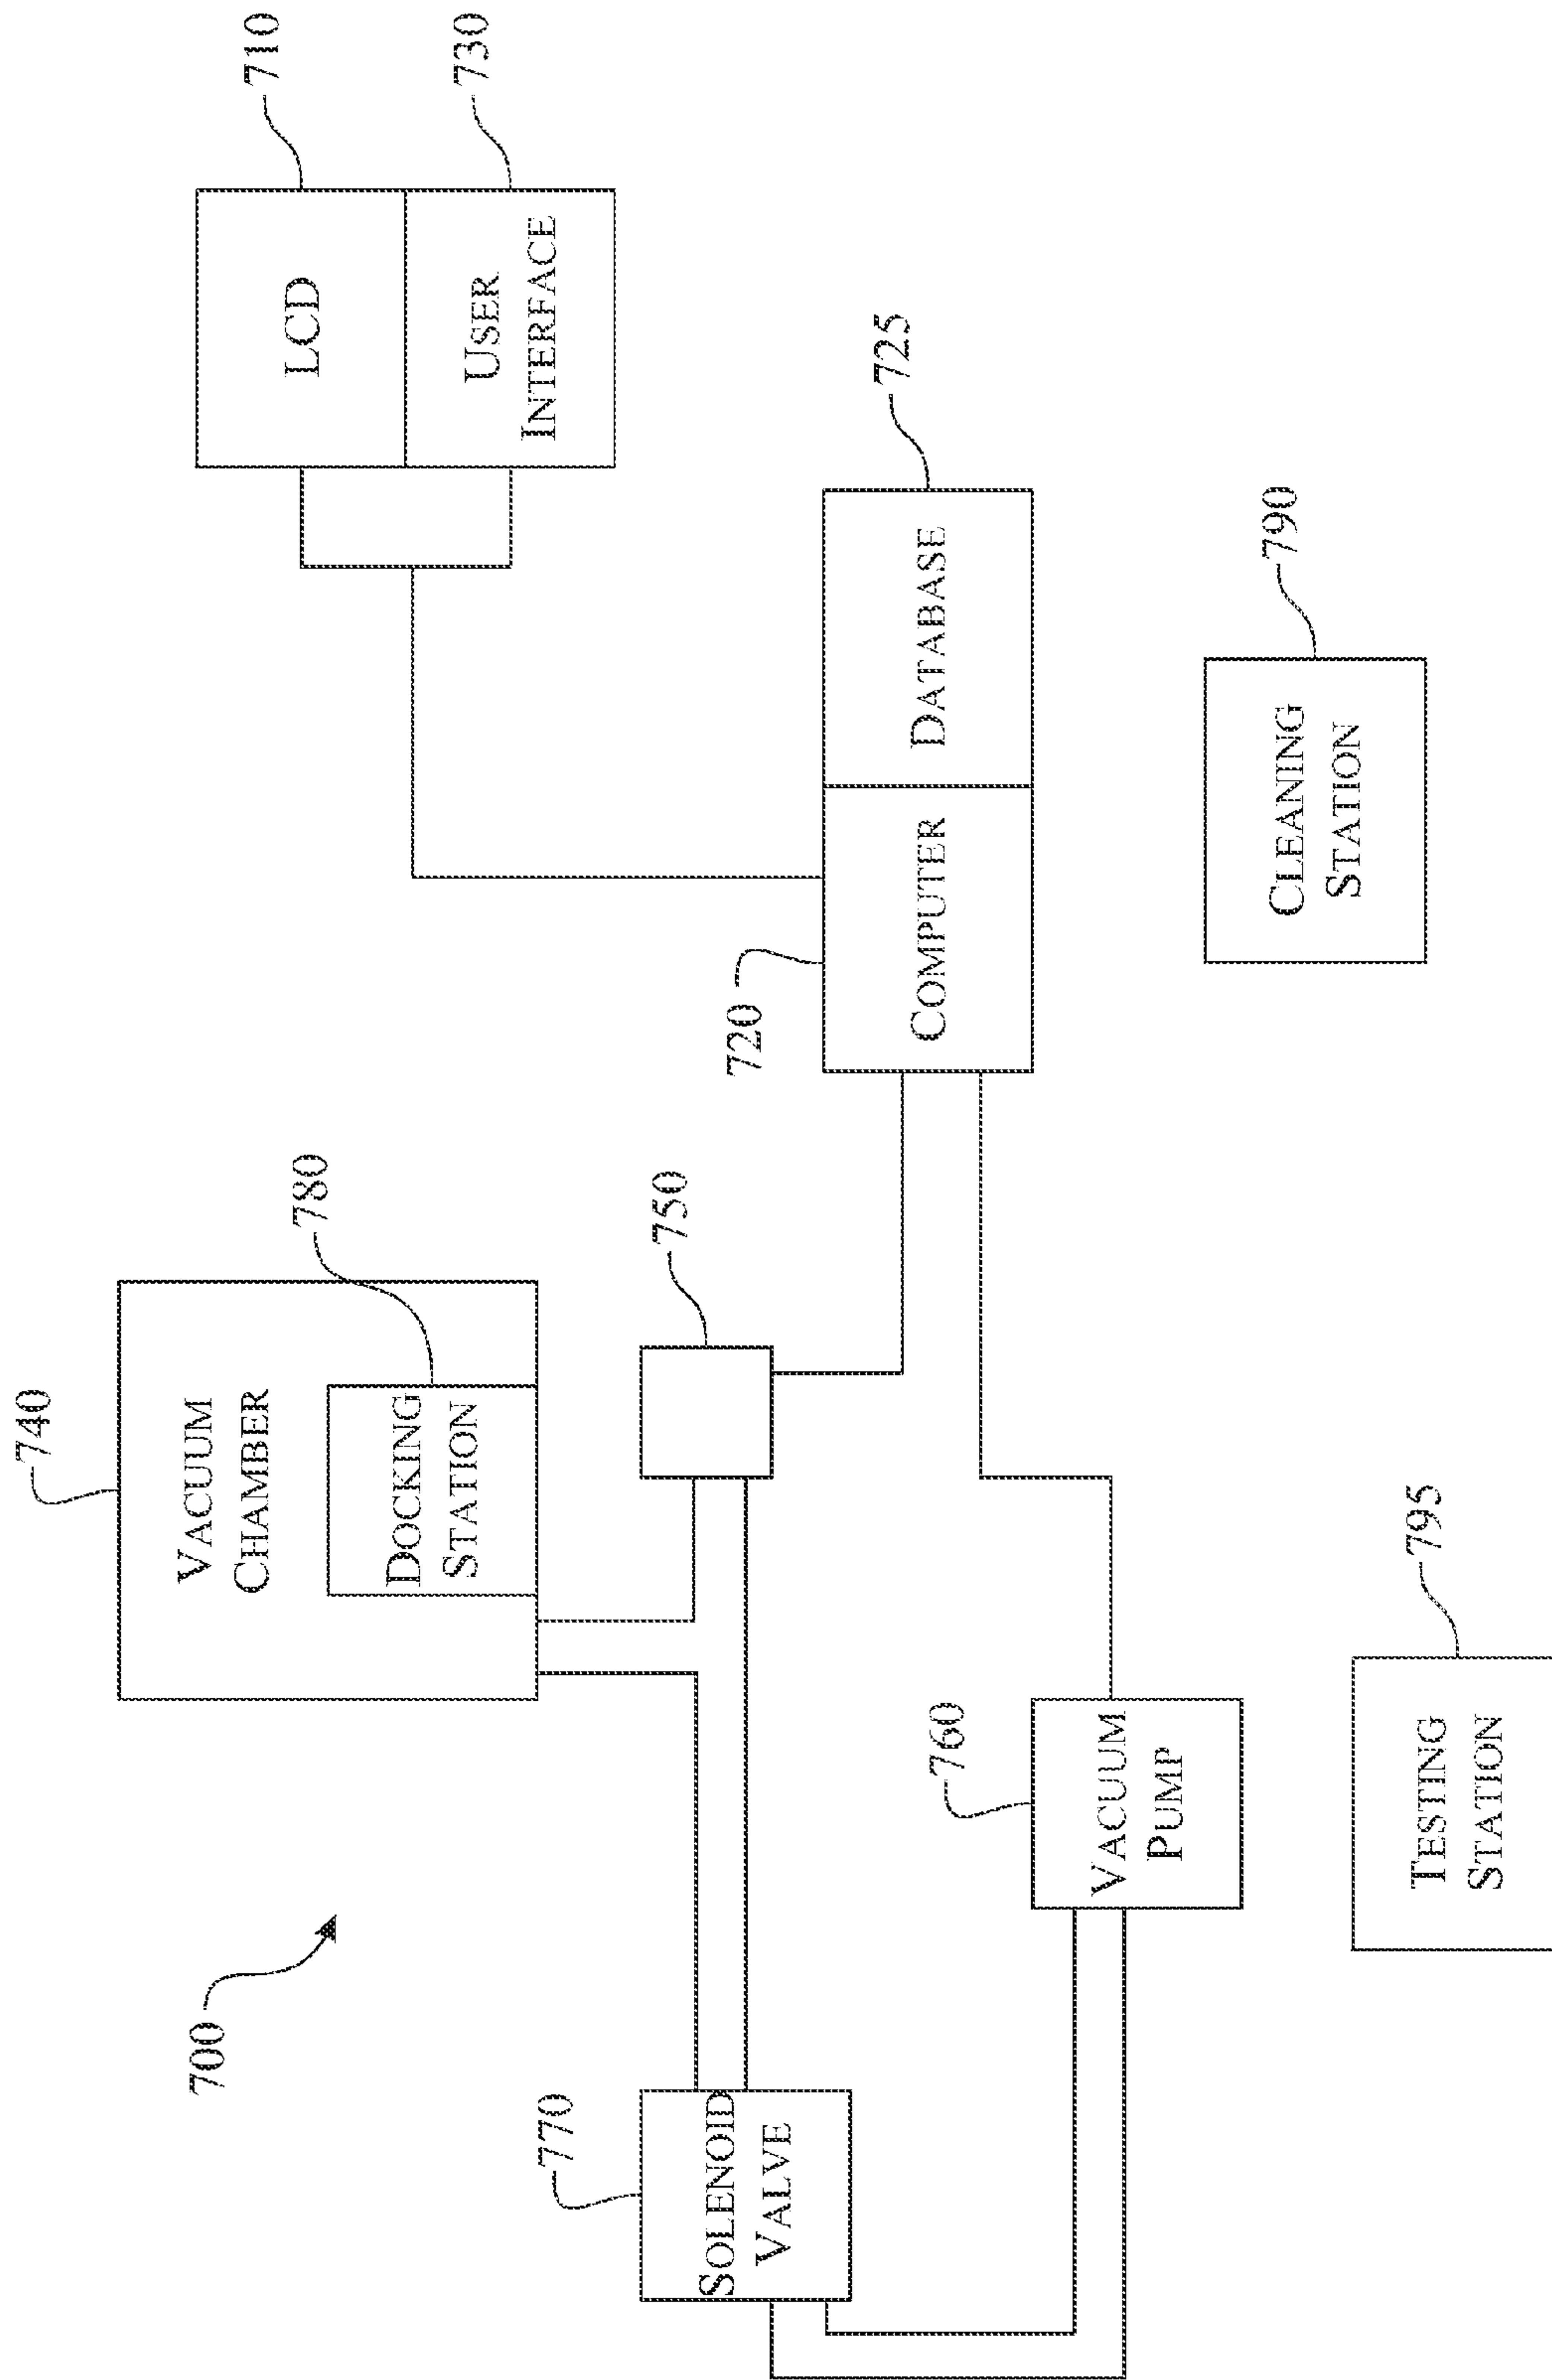 700
740
VACUUM
CHAMBER
780
DOCKING
STATION
710
LCD
730
USER
INTERFACE
770
SOLENOID
VALVE
750
720
COMPUTER
725
DATABASE
760
VACUUM
PUMP
790
CLEANING
STATION
795
TESTING
STATION